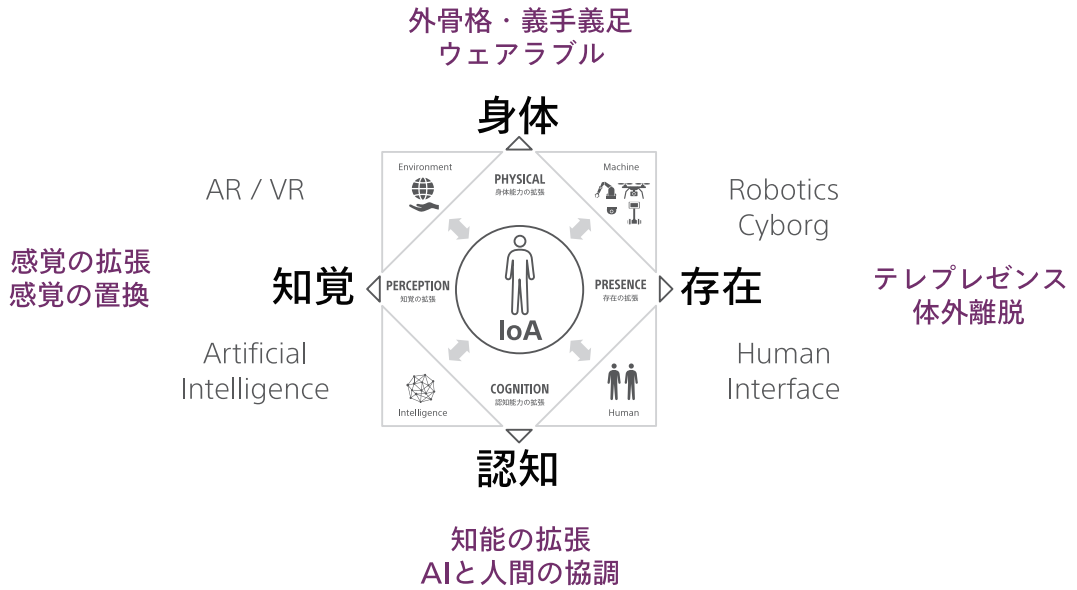 外骨格・義手義足
ウェアラブル
身体
Environment
PHYSICAL
身体能力の拡張
Machine
AR / VR
Robotics
Cyborg
感覚の拡張
感覚の置換
知覚
PERCEPTION
知覚の拡張
IoA
PRESENCE
存在の拡張
存在
テレプレゼンス
体外離脱
Artificial
Intelligence
Human
Interface
Intelligence
COGNITION
認知能力の拡張
Human
認知
知能の拡張
AIと人間の協調